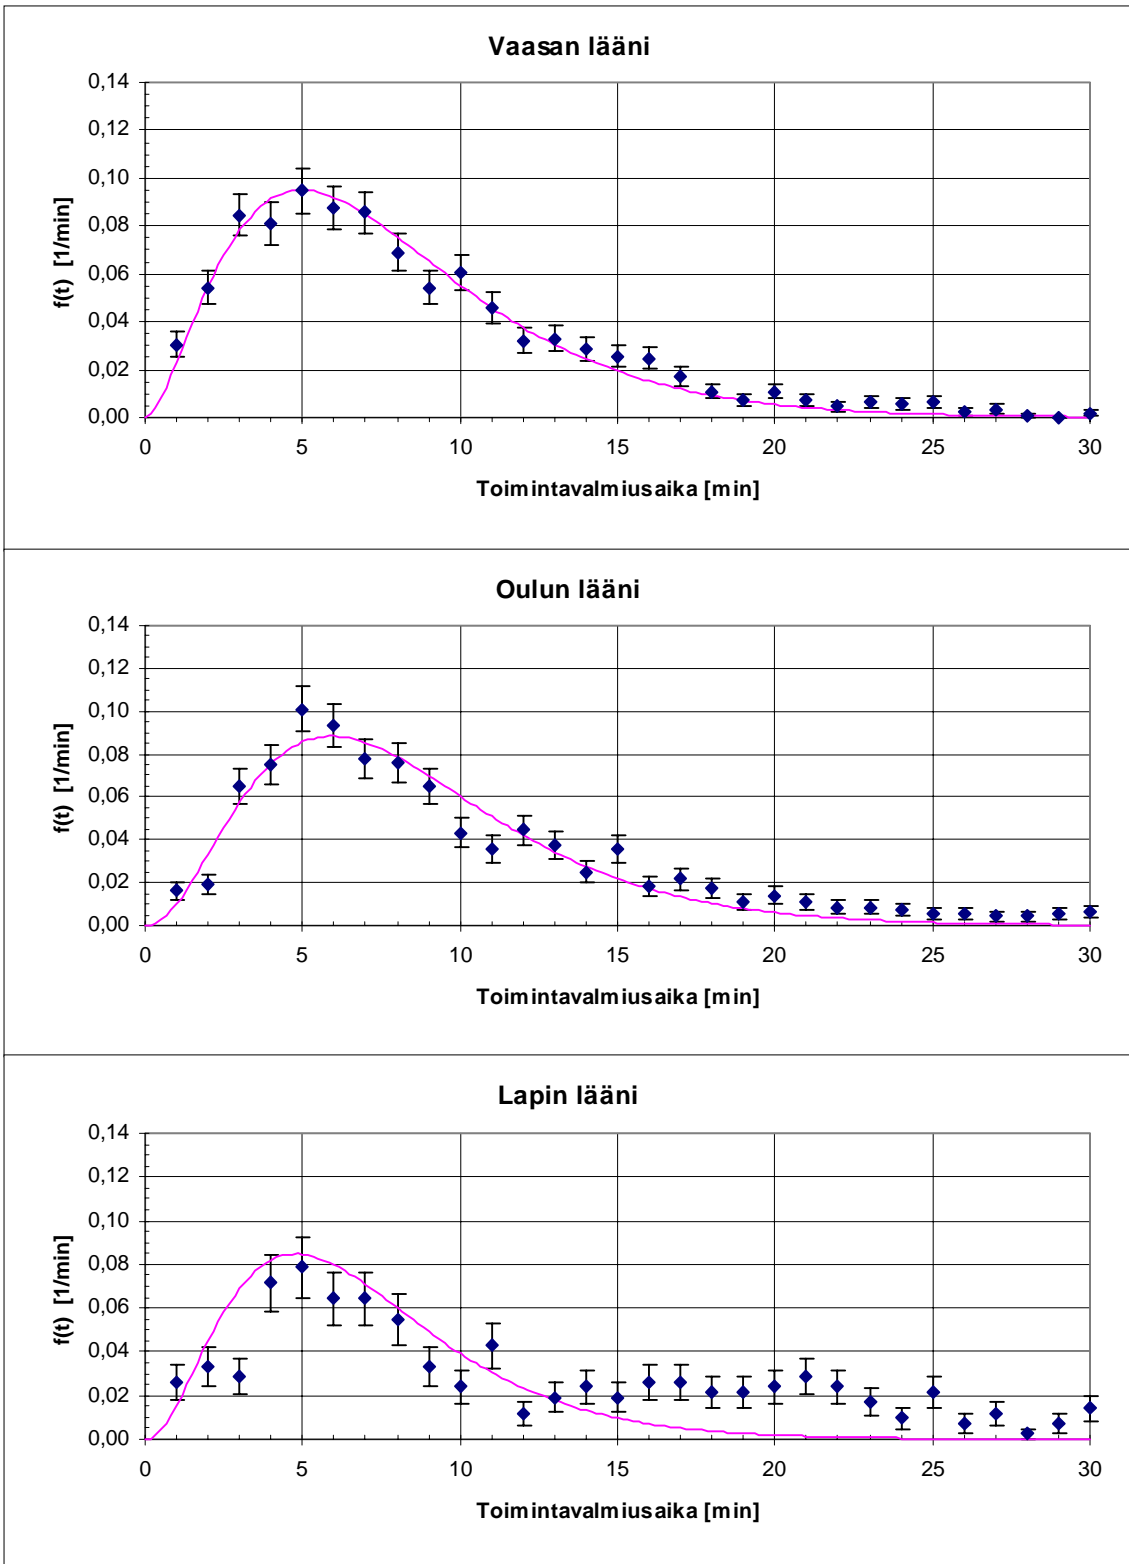 Vaasan lääni
0,14
0,12
0,10
0,08
0,06
0,04
0,02
0,00
f(t) [1/min]
0 5 10 15 20 25 30
Toimintavalmiusaika [min]
Oulun lääni
0,14
0,12
0,10
0,08
0,06
0,04
0,02
0,00
f(t) [1/min]
0 5 10 15 20 25 30
Toimintavalmiusaika [min]
Lapin lääni
0,14
0,12
0,10
0,08
0,06
0,04
0,02
0,00
f(t) [1/min]
0 5 10 15 20 25 30
Toimintavalmiusaika [min]